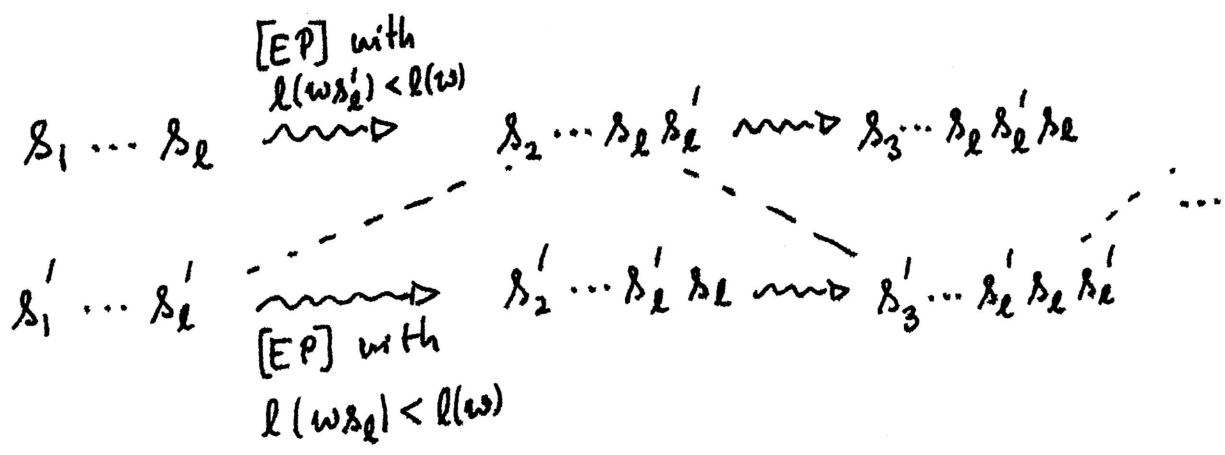 [EP] with
l(ws'_l) < l(w)
s_1 ... s_l ⇝ s_2 ... s_l s'_l ⇝ s_3 ... s_l s'_l s_l
...
s'_1 ... s'_l ⇝ s'_2 ... s'_l s_l ⇝ s'_3 ... s'_l s_l s'_l
[EP] with
l(ws_l) < l(w)